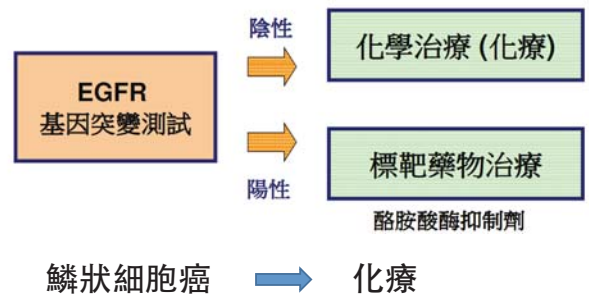 陰性
化學治療 (化療)
EGFR
基因突變測試
標靶藥物治療
陽性
酪胺酸酶抑制劑
鱗狀細胞癌
化療